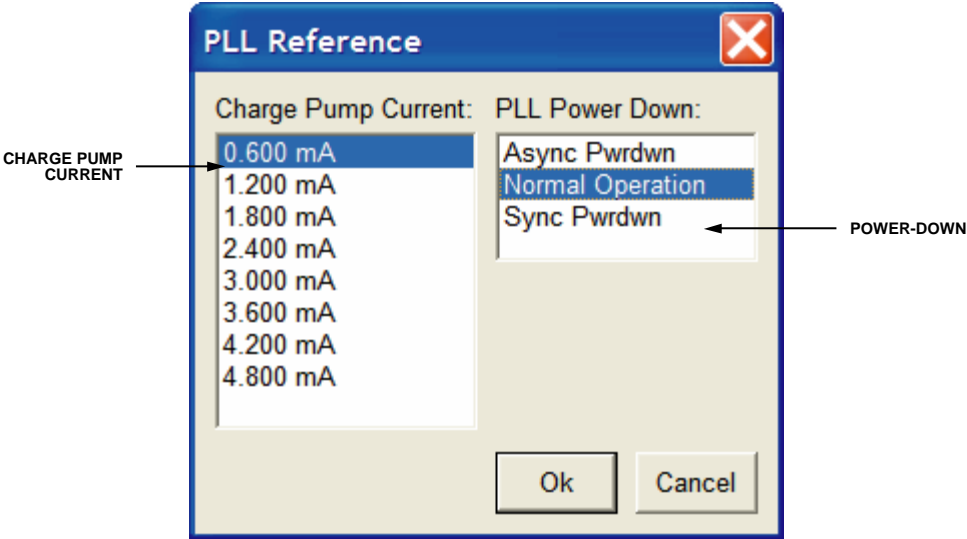 PLL Reference
Charge Pump Current:
PLL Power Down:
CHARGE PUMP
CURRENT
0.600 mA
1.200 mA
1.800 mA
2.400 mA
3.000 mA
3.600 mA
4.200 mA
4.800 mA
Async Pwrdwn
Normal Operation
Sync Pwrdwn
POWER-DOWN
Ok
Cancel